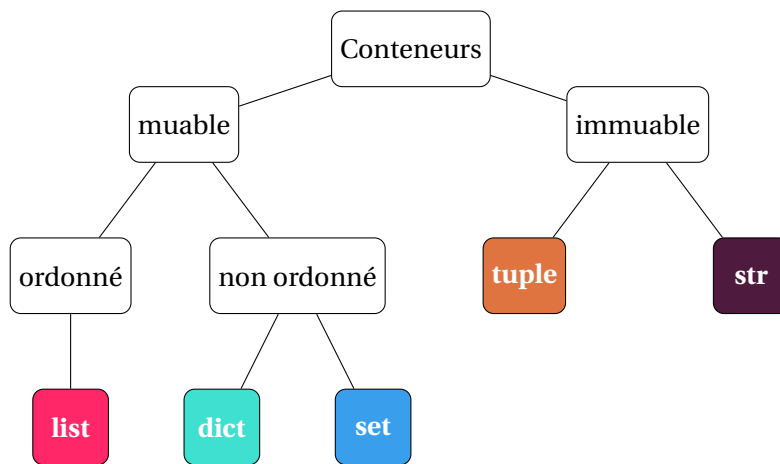 Conteneurs
muable
immuable
ordonné
non ordonné
tuple
str
list
dict
set